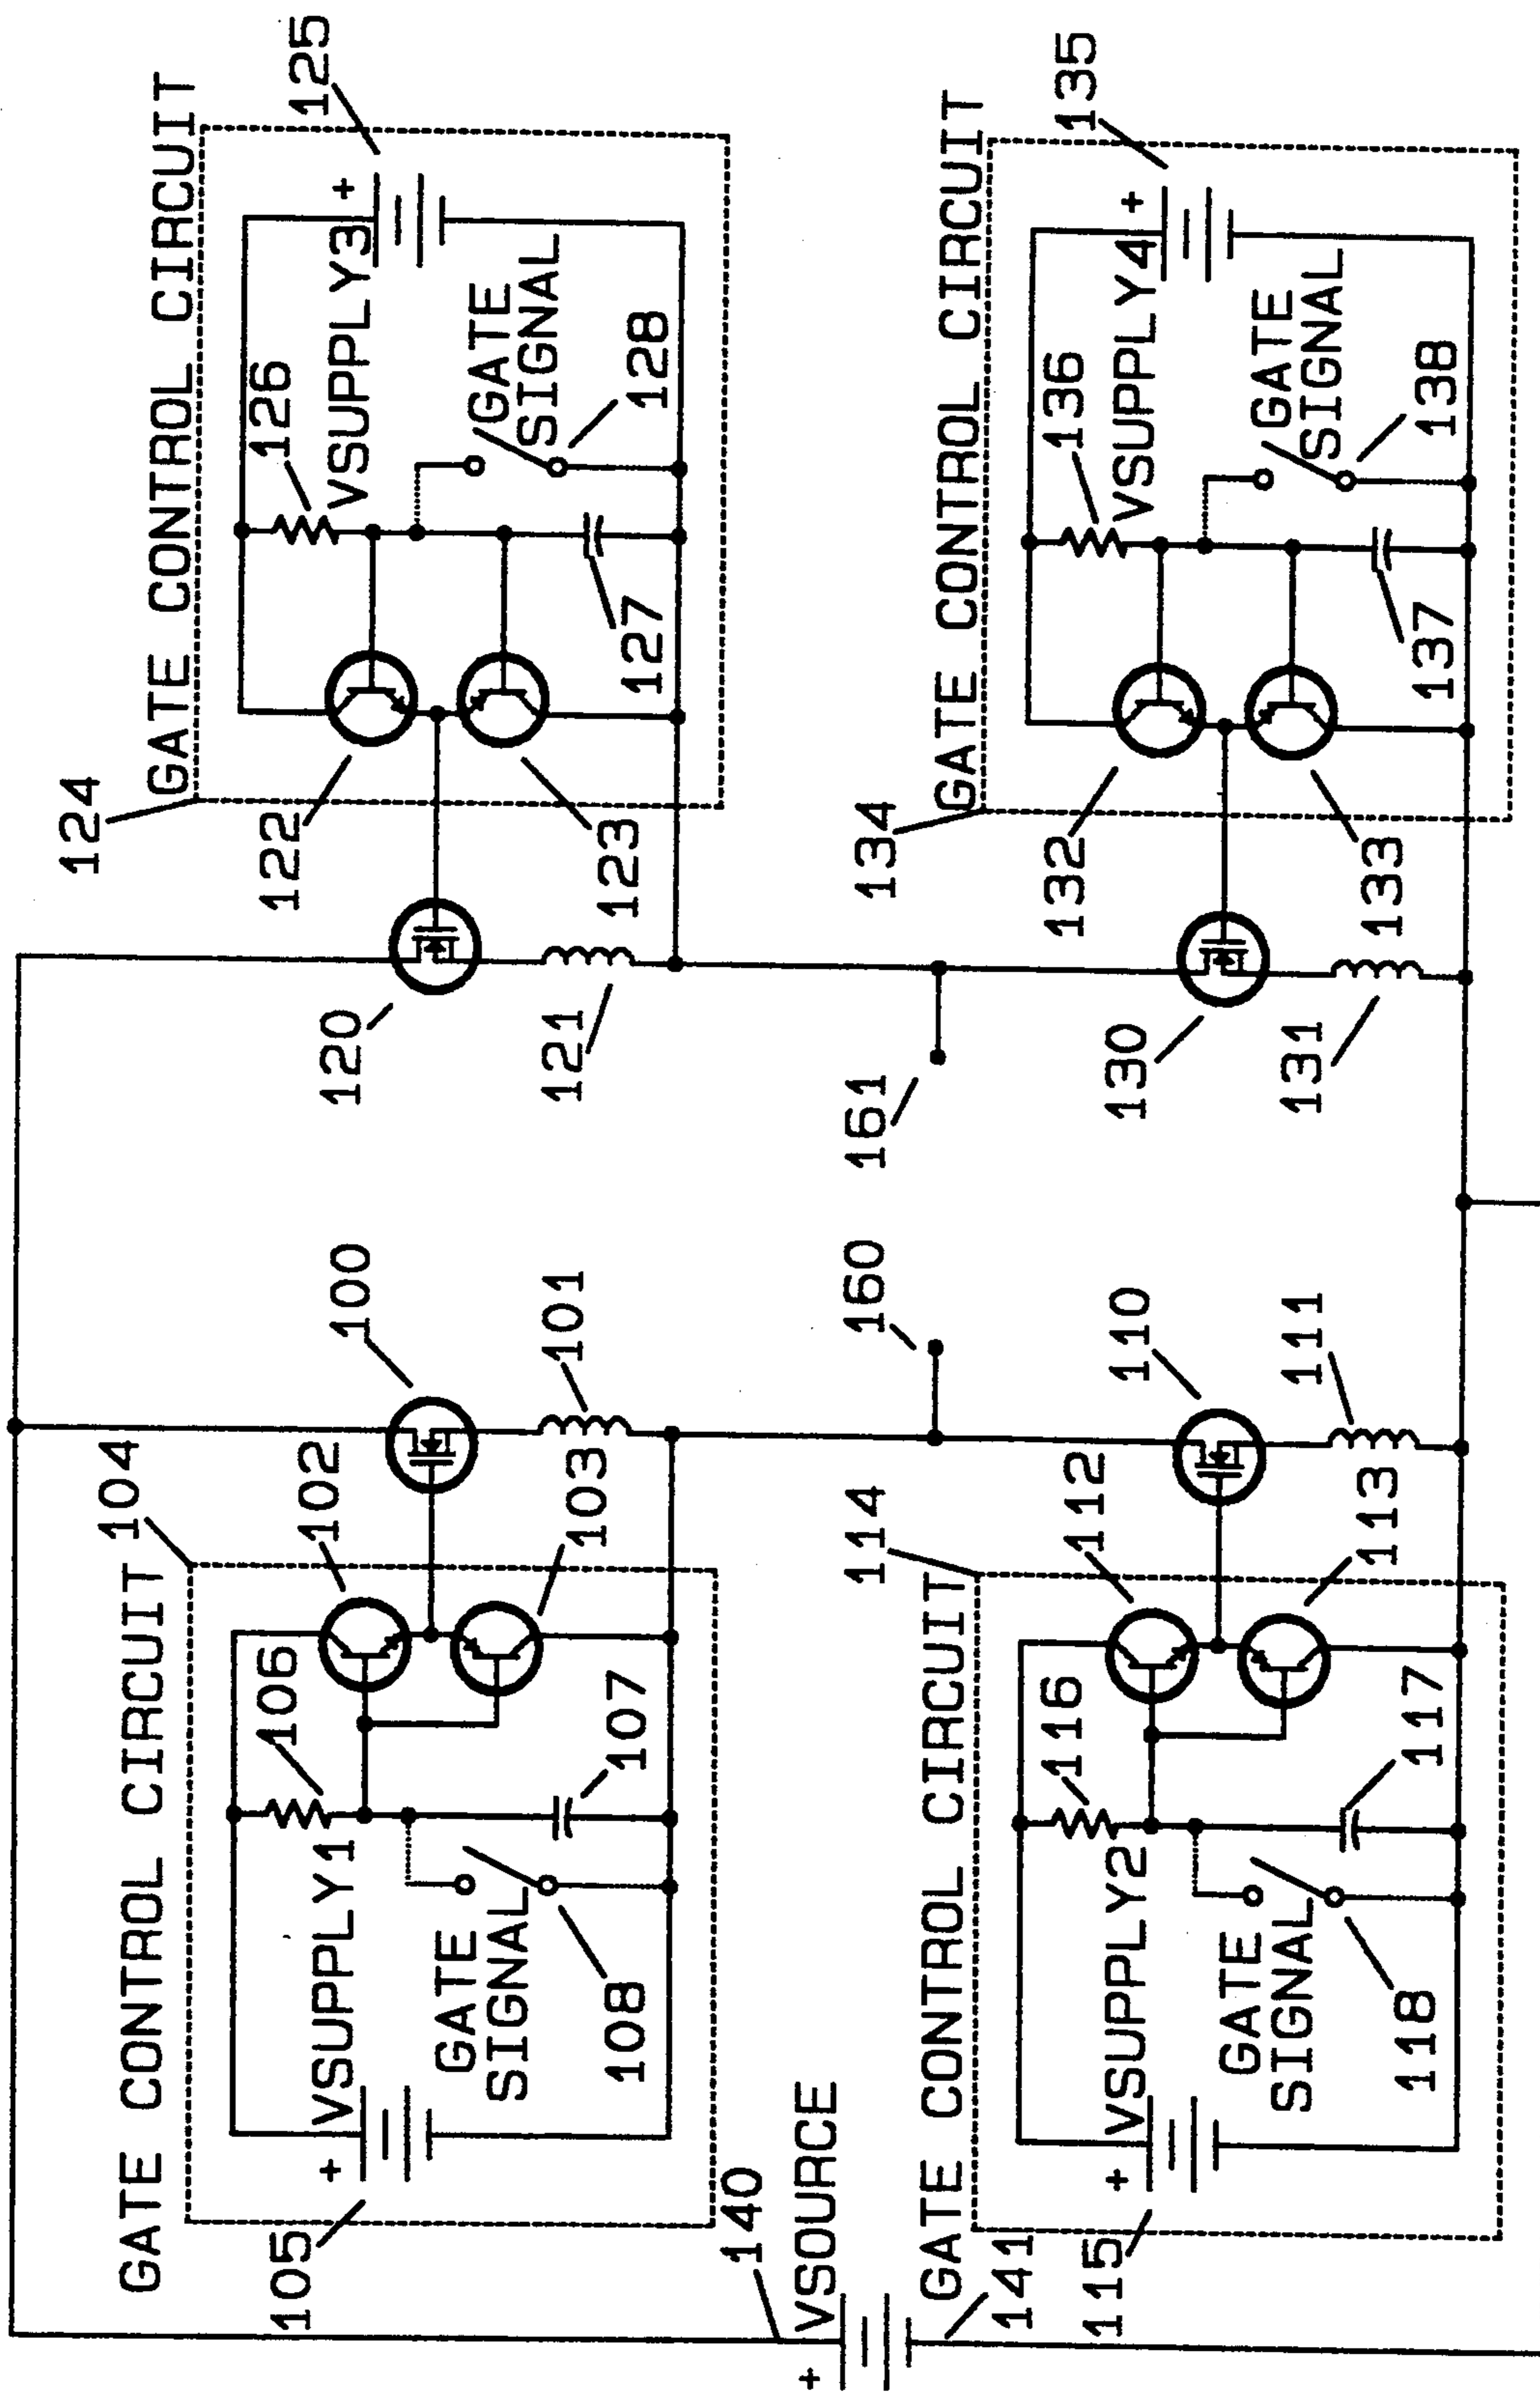 GATE CONTROL CIRCUIT
104
102
100
101
103
106
107
VSUPPLY1
+
GATE
SIGNAL
108
105
GATE CONTROL CIRCUIT
124
122
120
121
123
126
127
VSUPPLY3
+
GATE
SIGNAL
128
125
140
VSOURCE
+
141
160
161
GATE CONTROL CIRCUIT
114
112
110
111
113
116
117
VSUPPLY2
+
GATE
SIGNAL
118
115
GATE CONTROL CIRCUIT
134
132
130
131
133
136
137
VSUPPLY4
+
GATE
SIGNAL
138
135